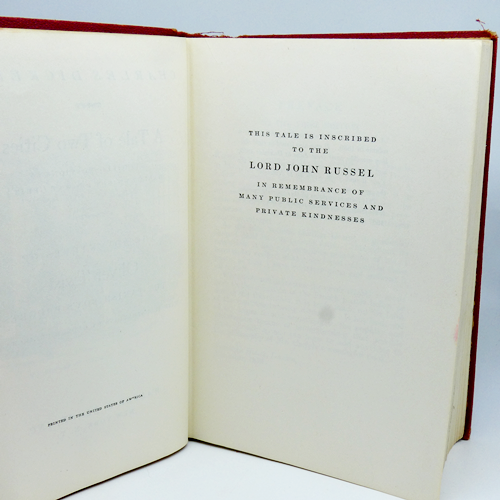 PRINTED IN THE UNITED STATES OF AMERICA
THIS TALE IS INSCRIBED
TO THE
LORD JOHN RUSSEL
IN REMEMBRANCE OF
MANY PUBLIC SERVICES AND
PRIVATE KINDNESSES